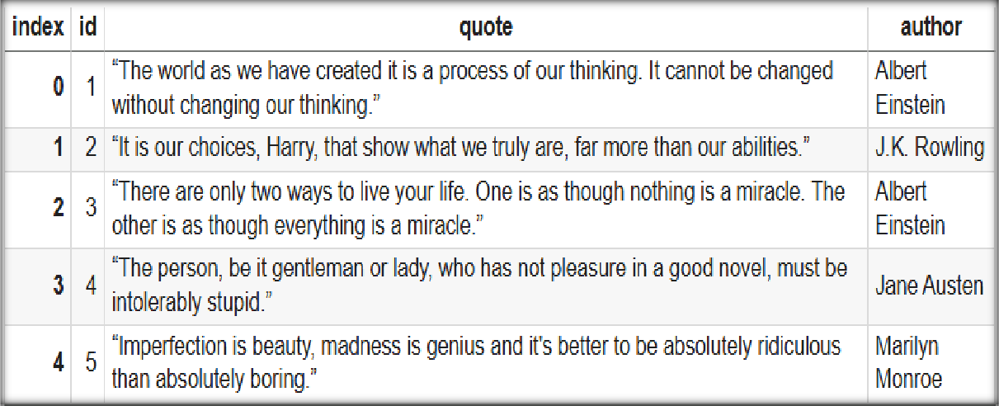 index id quote author
0 1 “The world as we have created it is a process of our thinking. It cannot be changed without changing our thinking.” Albert Einstein
1 2 “It is our choices, Harry, that show what we truly are, far more than our abilities.” J.K. Rowling
2 3 “There are only two ways to live your life. One is as though nothing is a miracle. The other is as though everything is a miracle.” Albert Einstein
3 4 “The person, be it gentleman or lady, who has not pleasure in a good novel, must be intolerably stupid.” Jane Austen
4 5 “Imperfection is beauty, madness is genius and it's better to be absolutely ridiculous than absolutely boring.” Marilyn Monroe